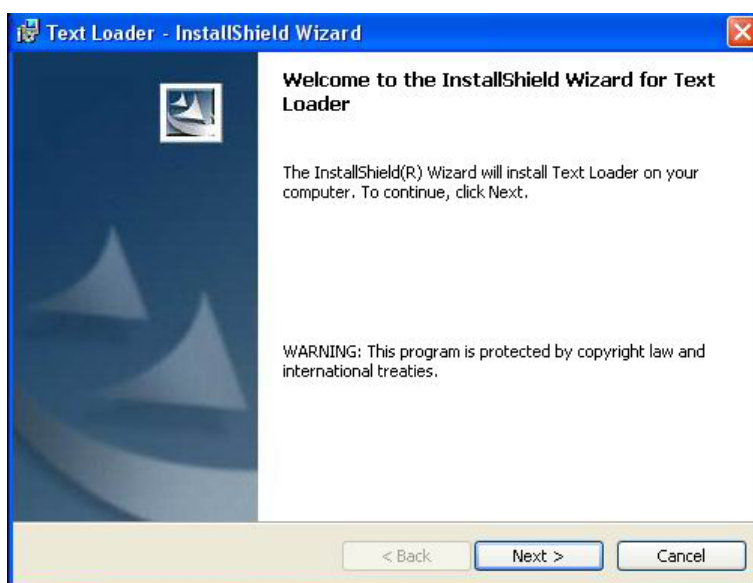 Text Loader - InstallShield Wizard
Welcome to the InstallShield Wizard for Text
Loader
The InstallShield(R) Wizard will install Text Loader on your
computer. To continue, click Next.
WARNING: This program is protected by copyright law and
international treaties.
< Back
Next >
Cancel